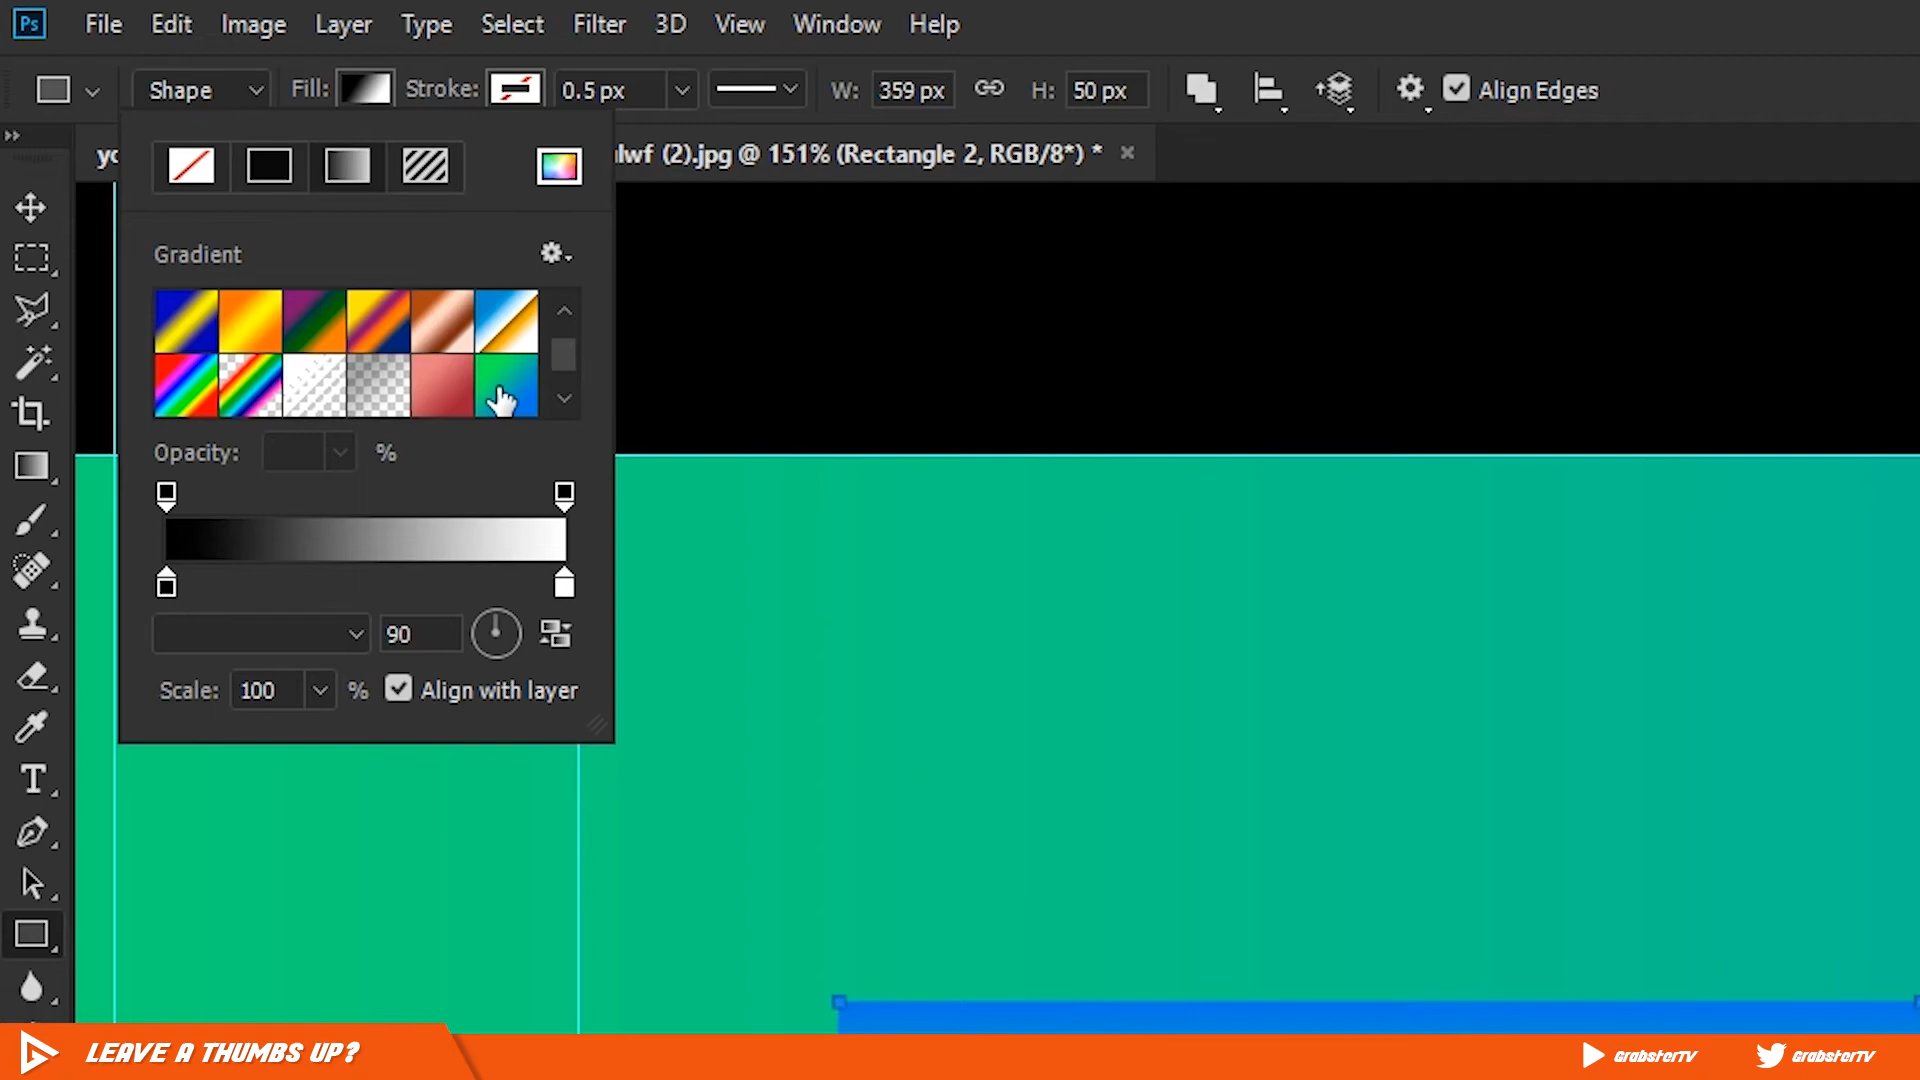 Ps File Edit Image Layer Type Select Filter 3D View Window Help
Shape Fill: Stroke: 0.5 px W: 359 px H: 50 px Align Edges
lwf (2).jpg @ 151% (Rectangle 2, RGB/8*) *
Gradient
Opacity: %
90
Scale: 100 % Align with layer
T
LEAVE A THUMBS UP? GrabsterTV GrabsterTV